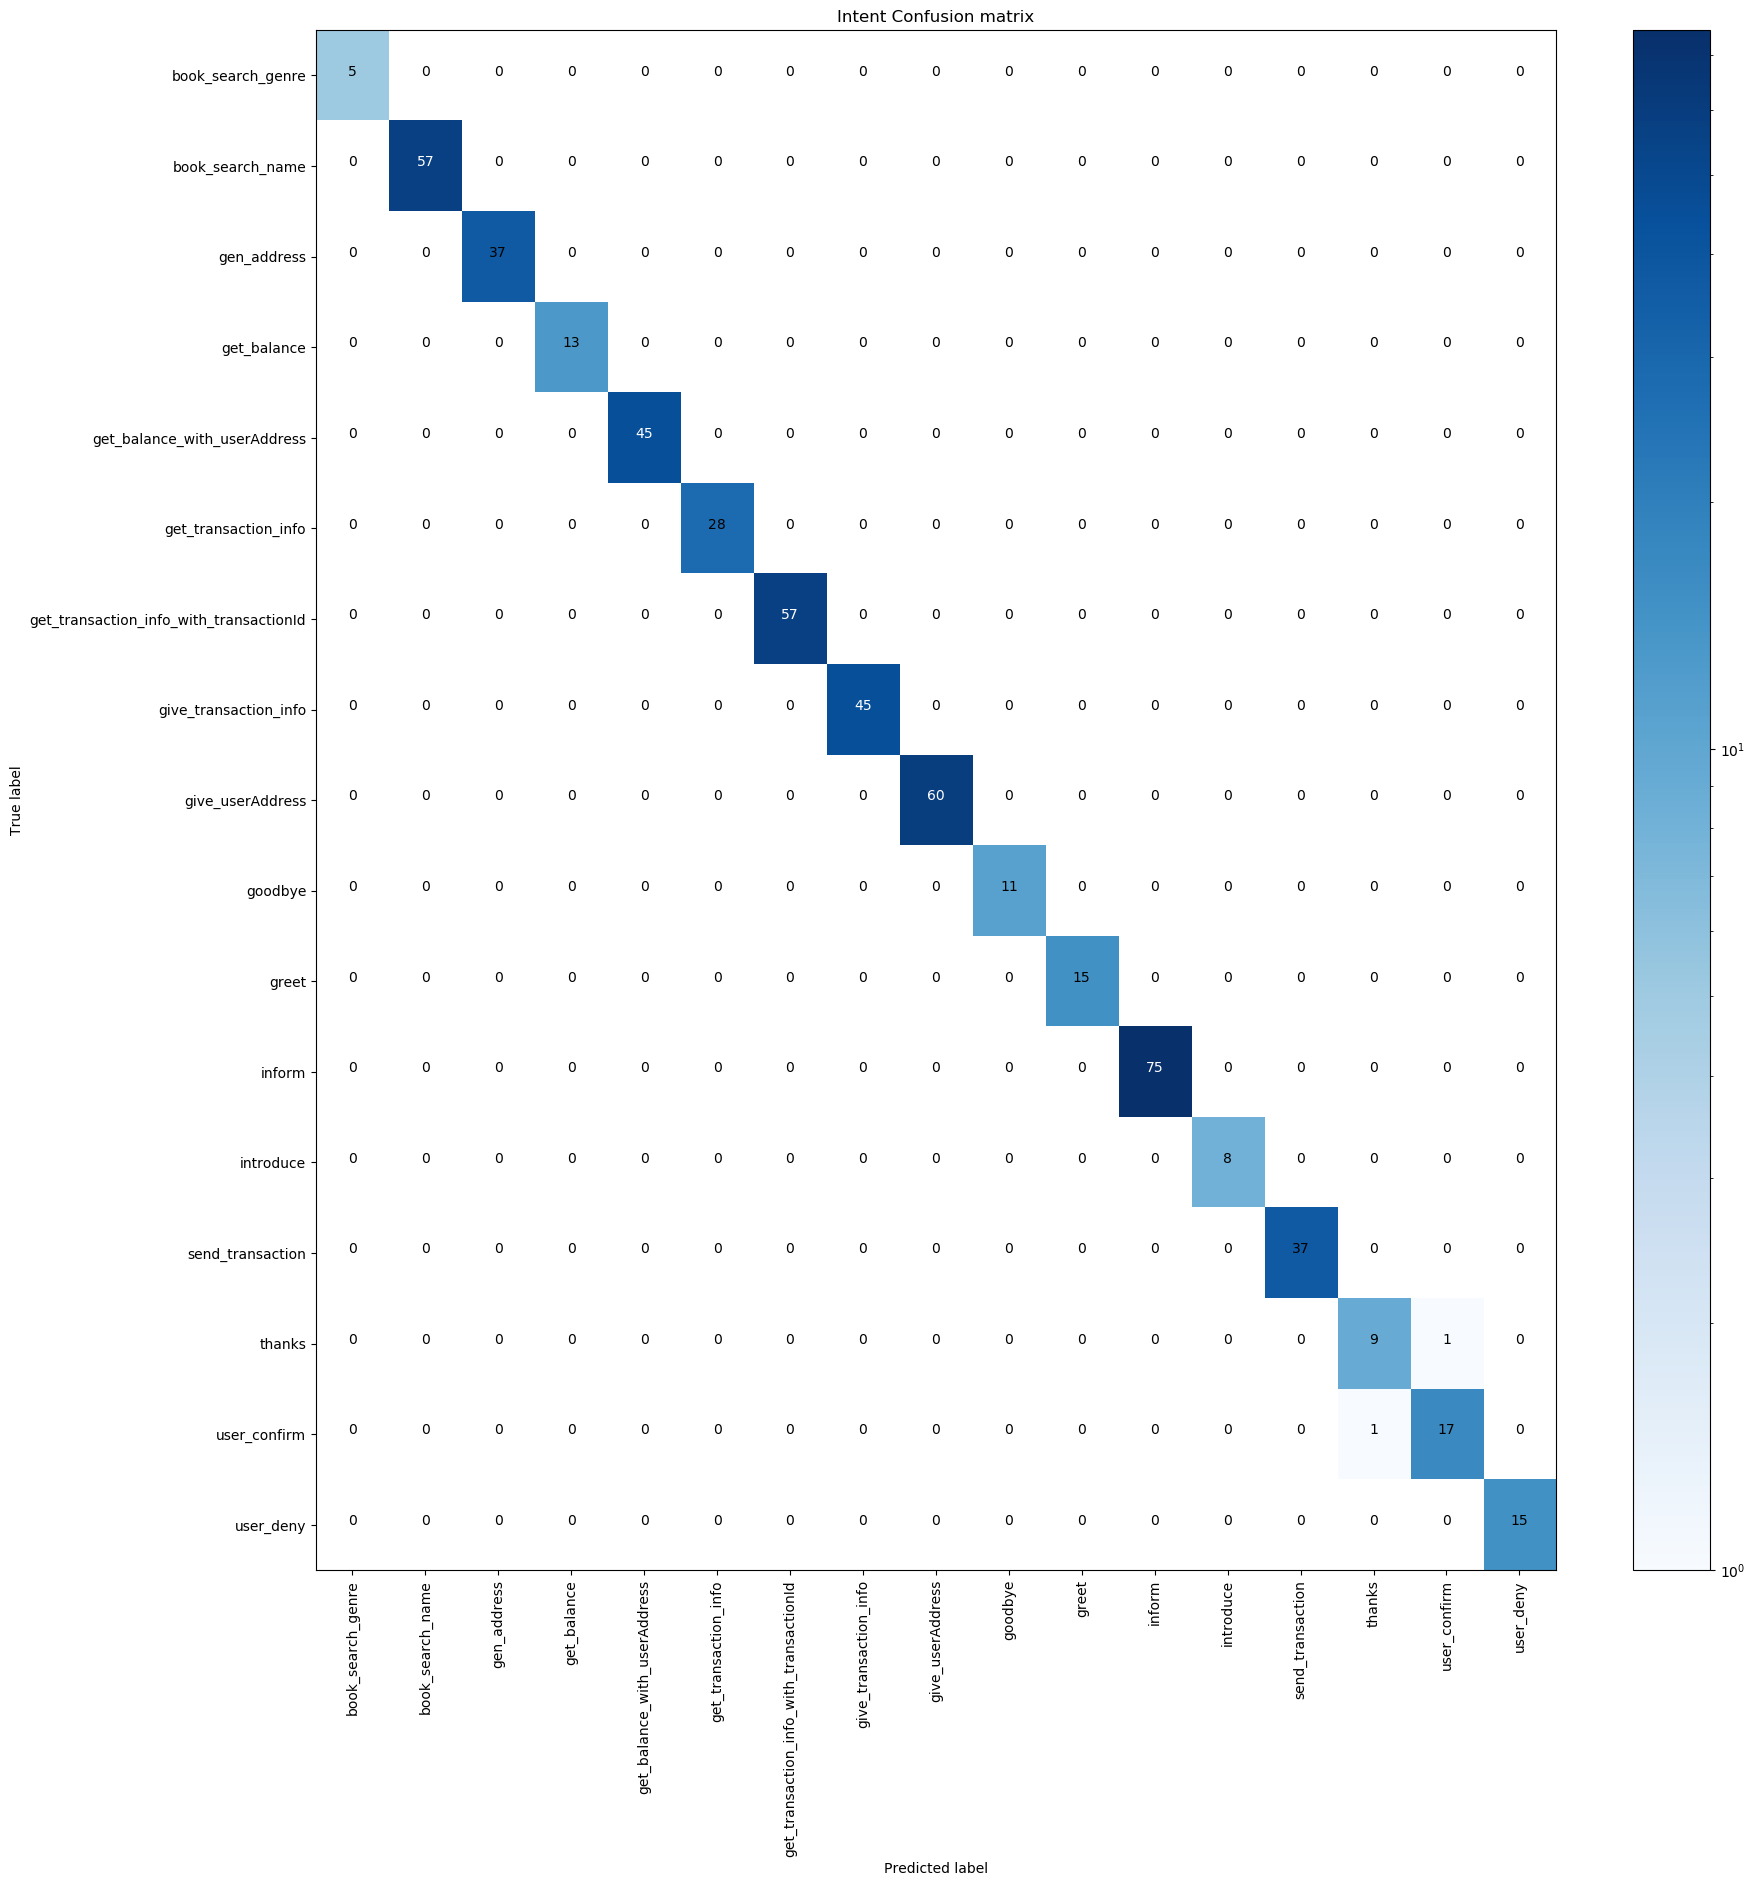 Intent Confusion matrix
book_search_genre 5 0 0 0 0 0 0 0 0 0 0 0 0 0 0 0 0
book_search_name 0 57 0 0 0 0 0 0 0 0 0 0 0 0 0 0 0
gen_address 0 0 37 0 0 0 0 0 0 0 0 0 0 0 0 0 0
get_balance 0 0 0 13 0 0 0 0 0 0 0 0 0 0 0 0 0
get_balance_with_userAddress 0 0 0 0 45 0 0 0 0 0 0 0 0 0 0 0 0
get_transaction_info 0 0 0 0 0 28 0 0 0 0 0 0 0 0 0 0 0
get_transaction_info_with_transactionId 0 0 0 0 0 0 57 0 0 0 0 0 0 0 0 0 0
give_transaction_info 0 0 0 0 0 0 0 45 0 0 0 0 0 0 0 0 0
give_userAddress 0 0 0 0 0 0 0 0 60 0 0 0 0 0 0 0 0
goodbye 0 0 0 0 0 0 0 0 0 11 0 0 0 0 0 0 0
greet 0 0 0 0 0 0 0 0 0 0 15 0 0 0 0 0 0
inform 0 0 0 0 0 0 0 0 0 0 0 75 0 0 0 0 0
introduce 0 0 0 0 0 0 0 0 0 0 0 0 8 0 0 0 0
send_transaction 0 0 0 0 0 0 0 0 0 0 0 0 0 37 0 0 0
thanks 0 0 0 0 0 0 0 0 0 0 0 0 0 0 9 1 0
user_confirm 0 0 0 0 0 0 0 0 0 0 0 0 0 0 1 17 0
user_deny 0 0 0 0 0 0 0 0 0 0 0 0 0 0 0 0 15
True label
book_search_genre
book_search_name
gen_address
get_balance
get_balance_with_userAddress
get_transaction_info
get_transaction_info_with_transactionId
give_transaction_info
give_userAddress
goodbye
greet
inform
introduce
send_transaction
thanks
user_confirm
user_deny
Predicted label
10¹
10⁰